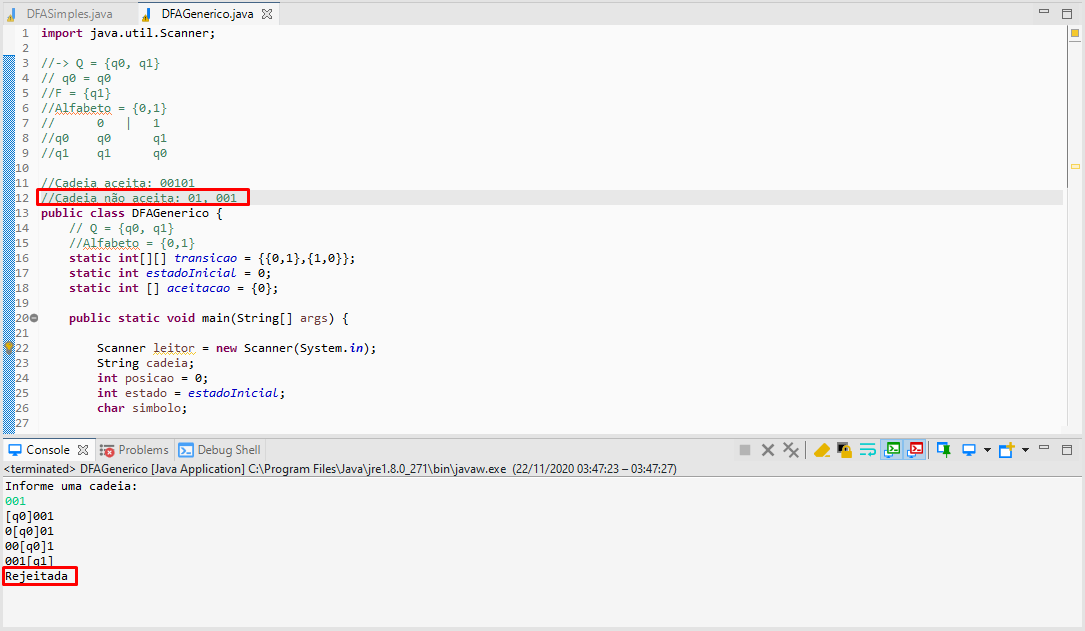 DFASimples.java DFAGenerico.java
1 import java.util.Scanner;
2
3 //-> Q = {q0, q1}
4 // q0 = q0
5 //F = {q1}
6 //Alfabeto = {0,1}
7 //      0   |   1
8 //q0    q0      q1
9 //q1    q1      q0
10
11 //Cadeia aceita: 00101
12 //Cadeia não aceita: 01, 001
13 public class DFAGenerico {
14     // Q = {q0, q1}
15     //Alfabeto = {0,1}
16     static int[][] transicao = {{0,1},{1,0}};
17     static int estadoInicial = 0;
18     static int [] aceitacao = {0};
19
20     public static void main(String[] args) {
21
22         Scanner leitor = new Scanner(System.in);
23         String cadeia;
24         int posicao = 0;
25         int estado = estadoInicial;
26         char simbolo;
27
Console Problems Debug Shell
<terminated> DFAGenerico [Java Application] C:\Program Files\Java\jre1.8.0_271\bin\javaw.exe (22/11/2020 03:47:23 – 03:47:27)
Informe uma cadeia:
001
[q0]001
0[q0]01
00[q0]1
001[q1]
Rejeitada